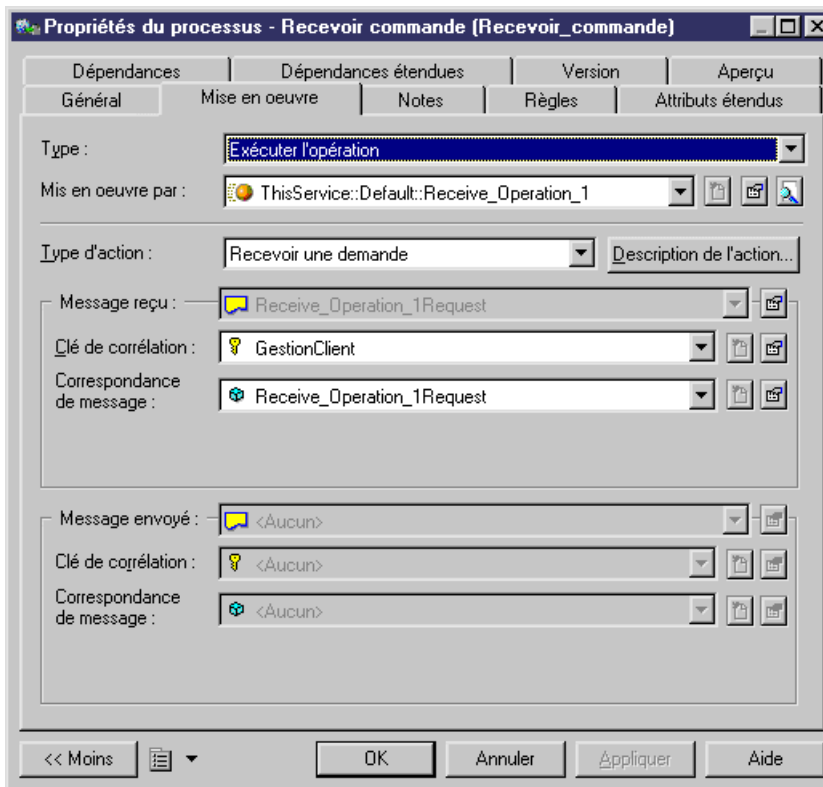 Propriétés du processus - Recevoir commande (Recevoir_commande)
Dépendances Dépendances étendues Version Aperçu
Général Mise en oeuvre Notes Règles Attributs étendus
Type : Exécuter l'opération
Mis en oeuvre par : ThisService::Default::Receive_Operation_1
Type d'action : Recevoir une demande Description de l'action...
Message reçu : Receive_Operation_1Request
Clé de corrélation : GestionClient
Correspondance
de message : Receive_Operation_1Request
Message envoyé : <Aucun>
Clé de corrélation : <Aucun>
Correspondance
de message : <Aucun>
<< Moins OK Annuler Appliquer Aide